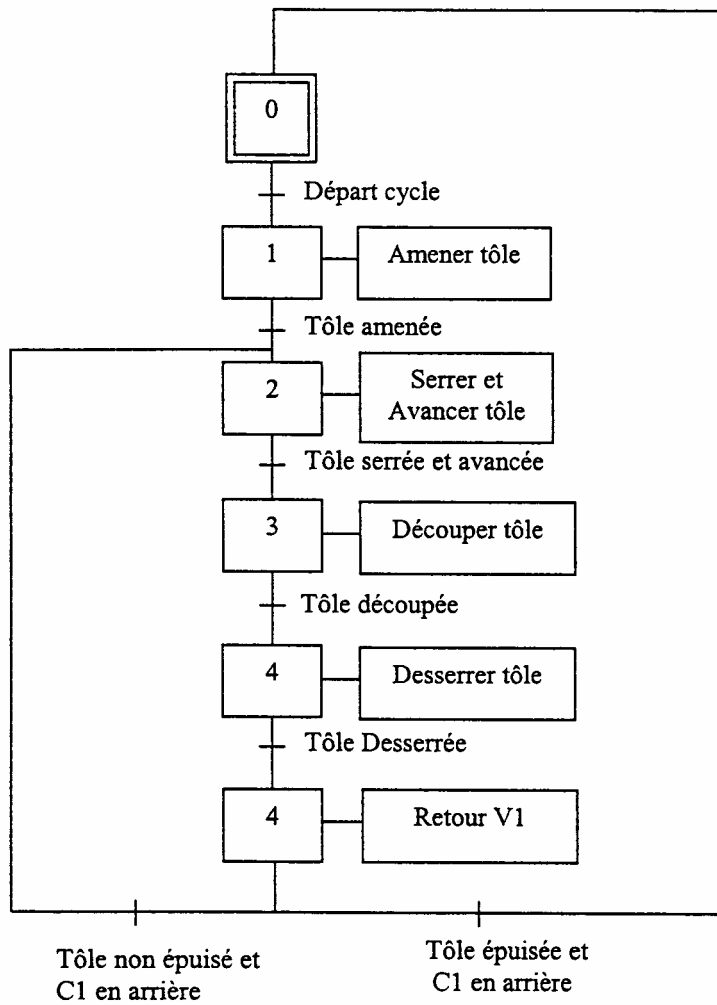 0
Départ cycle
1
Amener tôle
Tôle amenée
2
Serrer et
Avancer tôle
Tôle serrée et avancée
3
Découper tôle
Tôle découpée
4
Desserrer tôle
Tôle Desserrée
4
Retour V1
Tôle non épuisé et
C1 en arrière
Tôle épuisée et
C1 en arrière